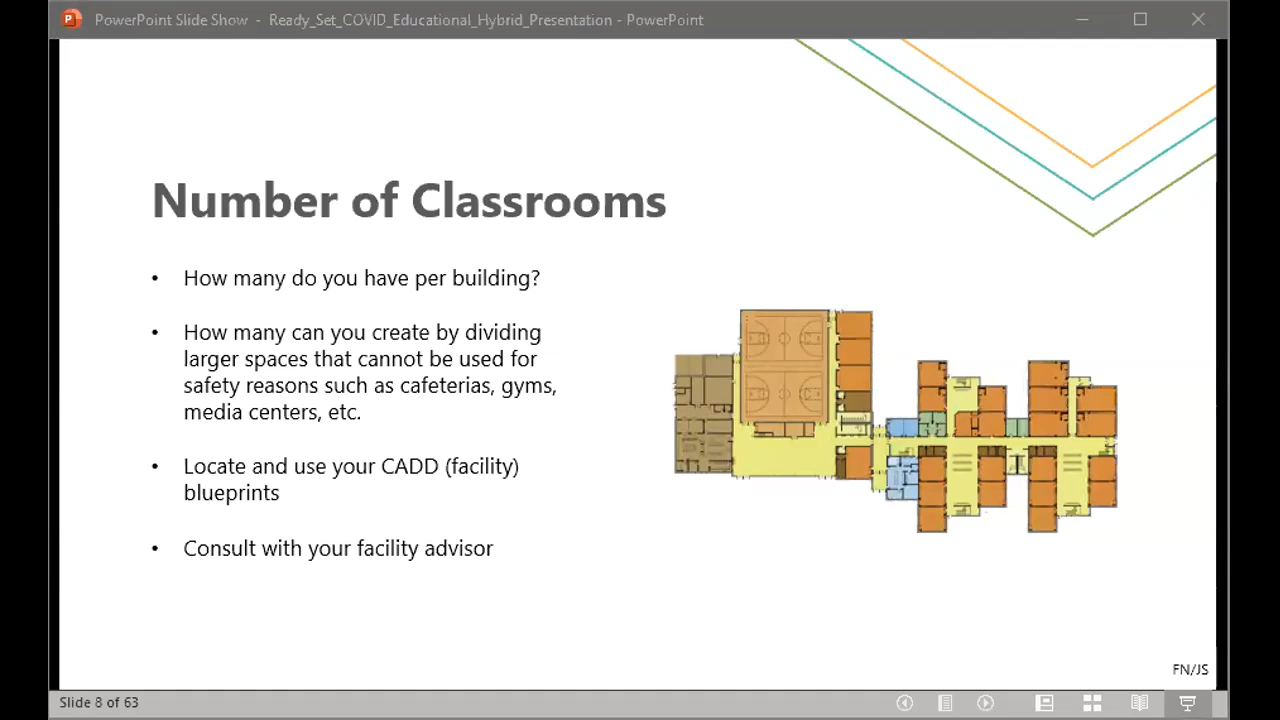 PowerPoint Slide Show - Ready_Set_COVID_Educational_Hybrid_Presentation - PowerPoint
Number of Classrooms
• How many do you have per building?
• How many can you create by dividing
larger spaces that cannot be used for
safety reasons such as cafeterias, gyms,
media centers, etc.
• Locate and use your CADD (facility)
blueprints
• Consult with your facility advisor
FN/JS
Slide 8 of 63